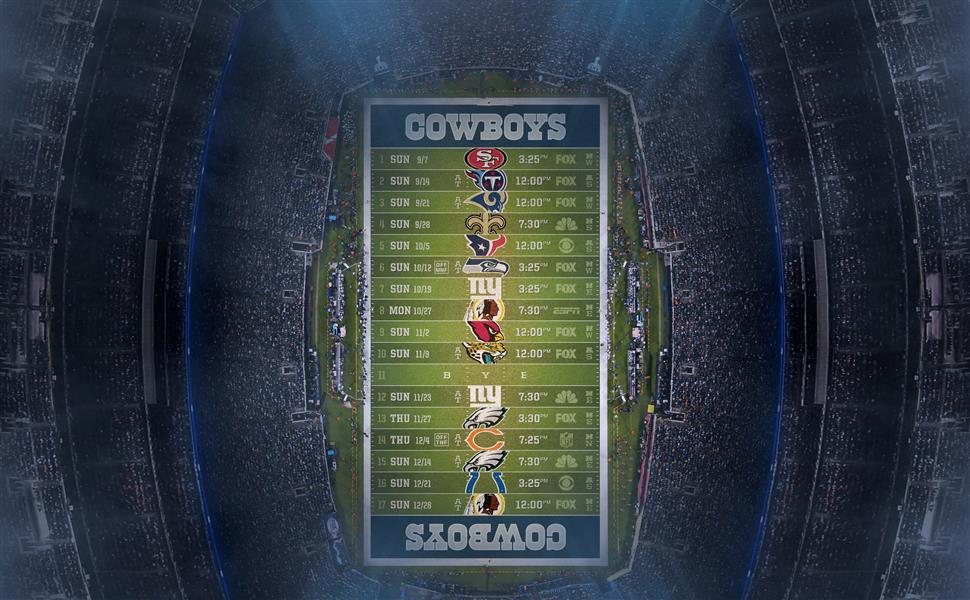 COWBOYS
1 SUN 9/7 SF 3:25PM FOX
2 SUN 9/14 AT T 12:00PM FOX
3 SUN 9/21 AT 12:00PM FOX
4 SUN 9/28 7:30PM
5 SUN 10/5 12:00PM
6 SUN 10/12 OFF MNF AT 3:25PM FOX
7 SUN 10/19 ny 3:25PM FOX
8 MON 10/27 7:30PM ESPN
9 SUN 11/2 12:00PM FOX
10 SUN 11/9 AT 12:00PM FOX
11 BYE
12 SUN 11/23 AT ny 7:30PM
13 THU 11/27 3:30PM FOX
14 THU 12/4 OFF TNF AT C 7:25PM NFL
15 SUN 12/14 AT 7:30PM
16 SUN 12/21 3:25PM
17 SUN 12/28 AT 12:00PM FOX
COWBOYS